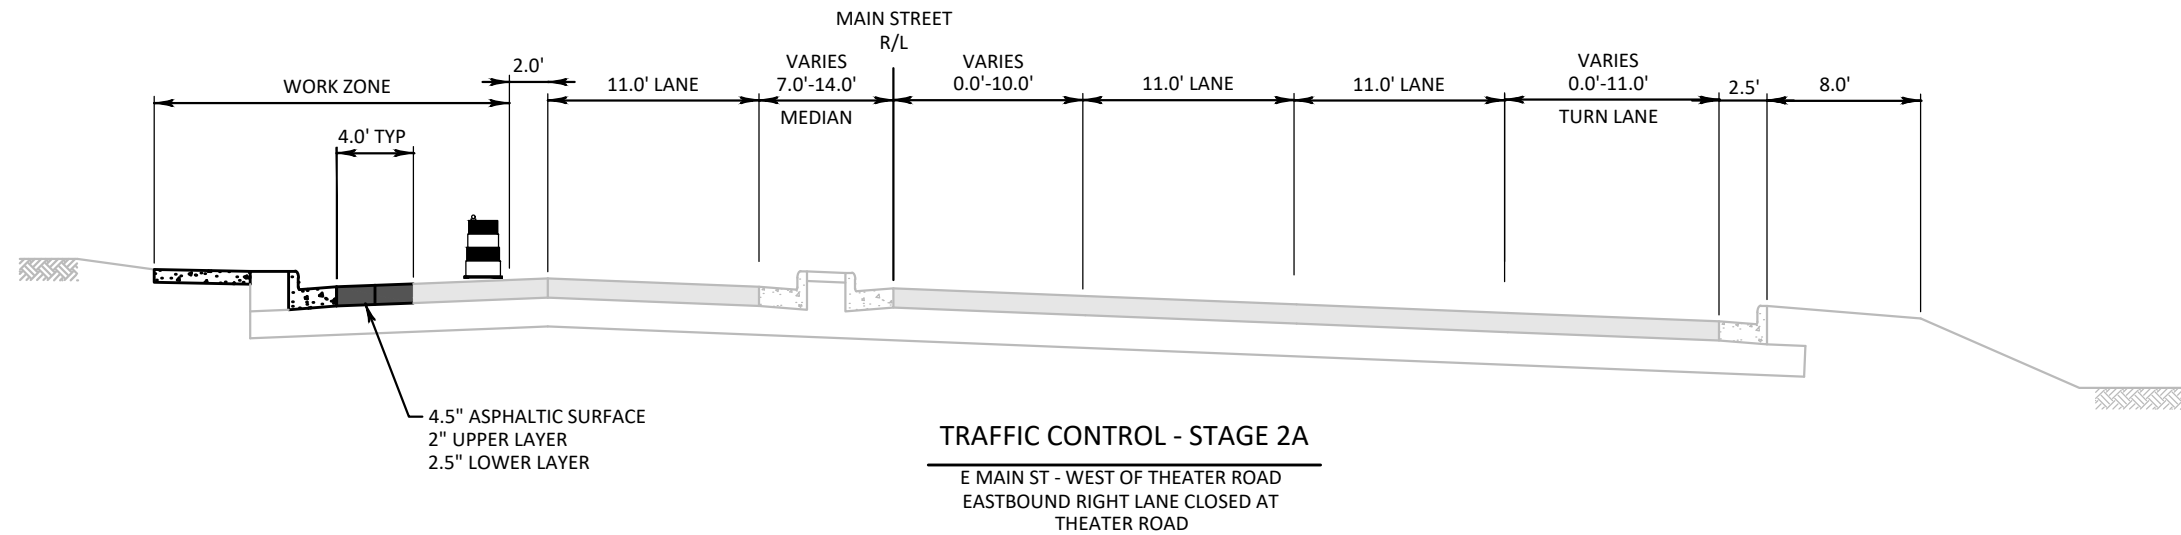 MAIN STREET
R/L
WORK ZONE
2.0'
11.0' LANE
VARIES
7.0'-14.0'
MEDIAN
VARIES
0.0'-10.0'
11.0' LANE
11.0' LANE
VARIES
0.0'-11.0'
TURN LANE
2.5'
8.0'
4.0' TYP
4.5" ASPHALTIC SURFACE
2" UPPER LAYER
2.5" LOWER LAYER
TRAFFIC CONTROL - STAGE 2A
E MAIN ST - WEST OF THEATER ROAD
EASTBOUND RIGHT LANE CLOSED AT
THEATER ROAD